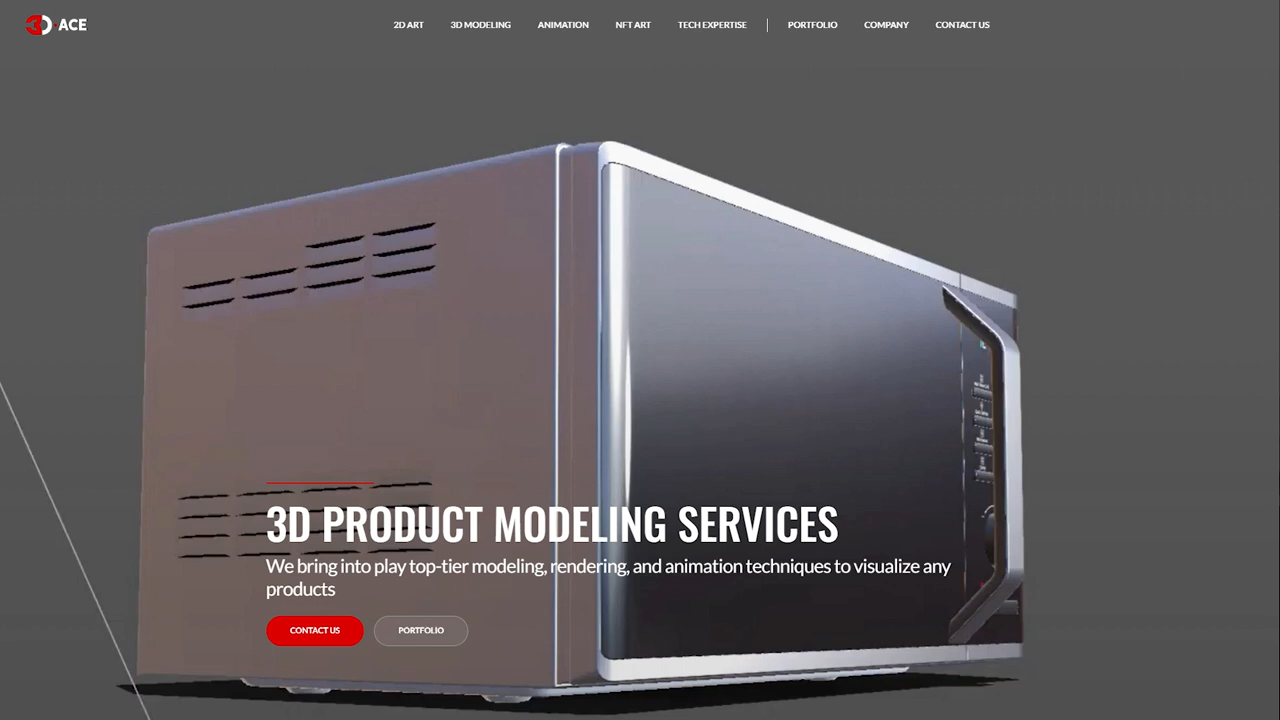 3D ACE
2D ART
3D MODELING
ANIMATION
NFT ART
TECH EXPERTISE
PORTFOLIO
COMPANY
CONTACT US
3D PRODUCT MODELING SERVICES
We bring into play top-tier modeling, rendering, and animation techniques to visualize any
products
CONTACT US
PORTFOLIO